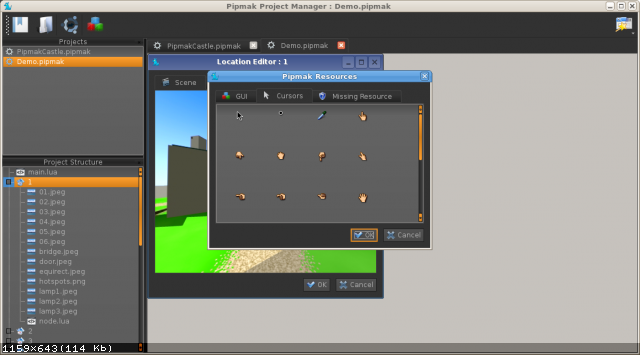 Pipmak Project Manager : Demo.pipmak
Projects
PipmakCastle.pipmak
Demo.pipmak
PipmakCastle.pipmak
Demo.pipmak
Location Editor : 1
Scene
Pipmak Resources
GUI
Cursors
Missing Resource
OK
Cancel
OK
Cancel
Project Structure
main.lua
1
01.jpeg
02.jpeg
03.jpeg
04.jpeg
05.jpeg
06.jpeg
bridge.jpeg
door.jpeg
equirect.jpeg
hotspots.png
lamp1.jpeg
lamp2.jpeg
lamp3.jpeg
node.lua
2
1159×643(114 Kb)